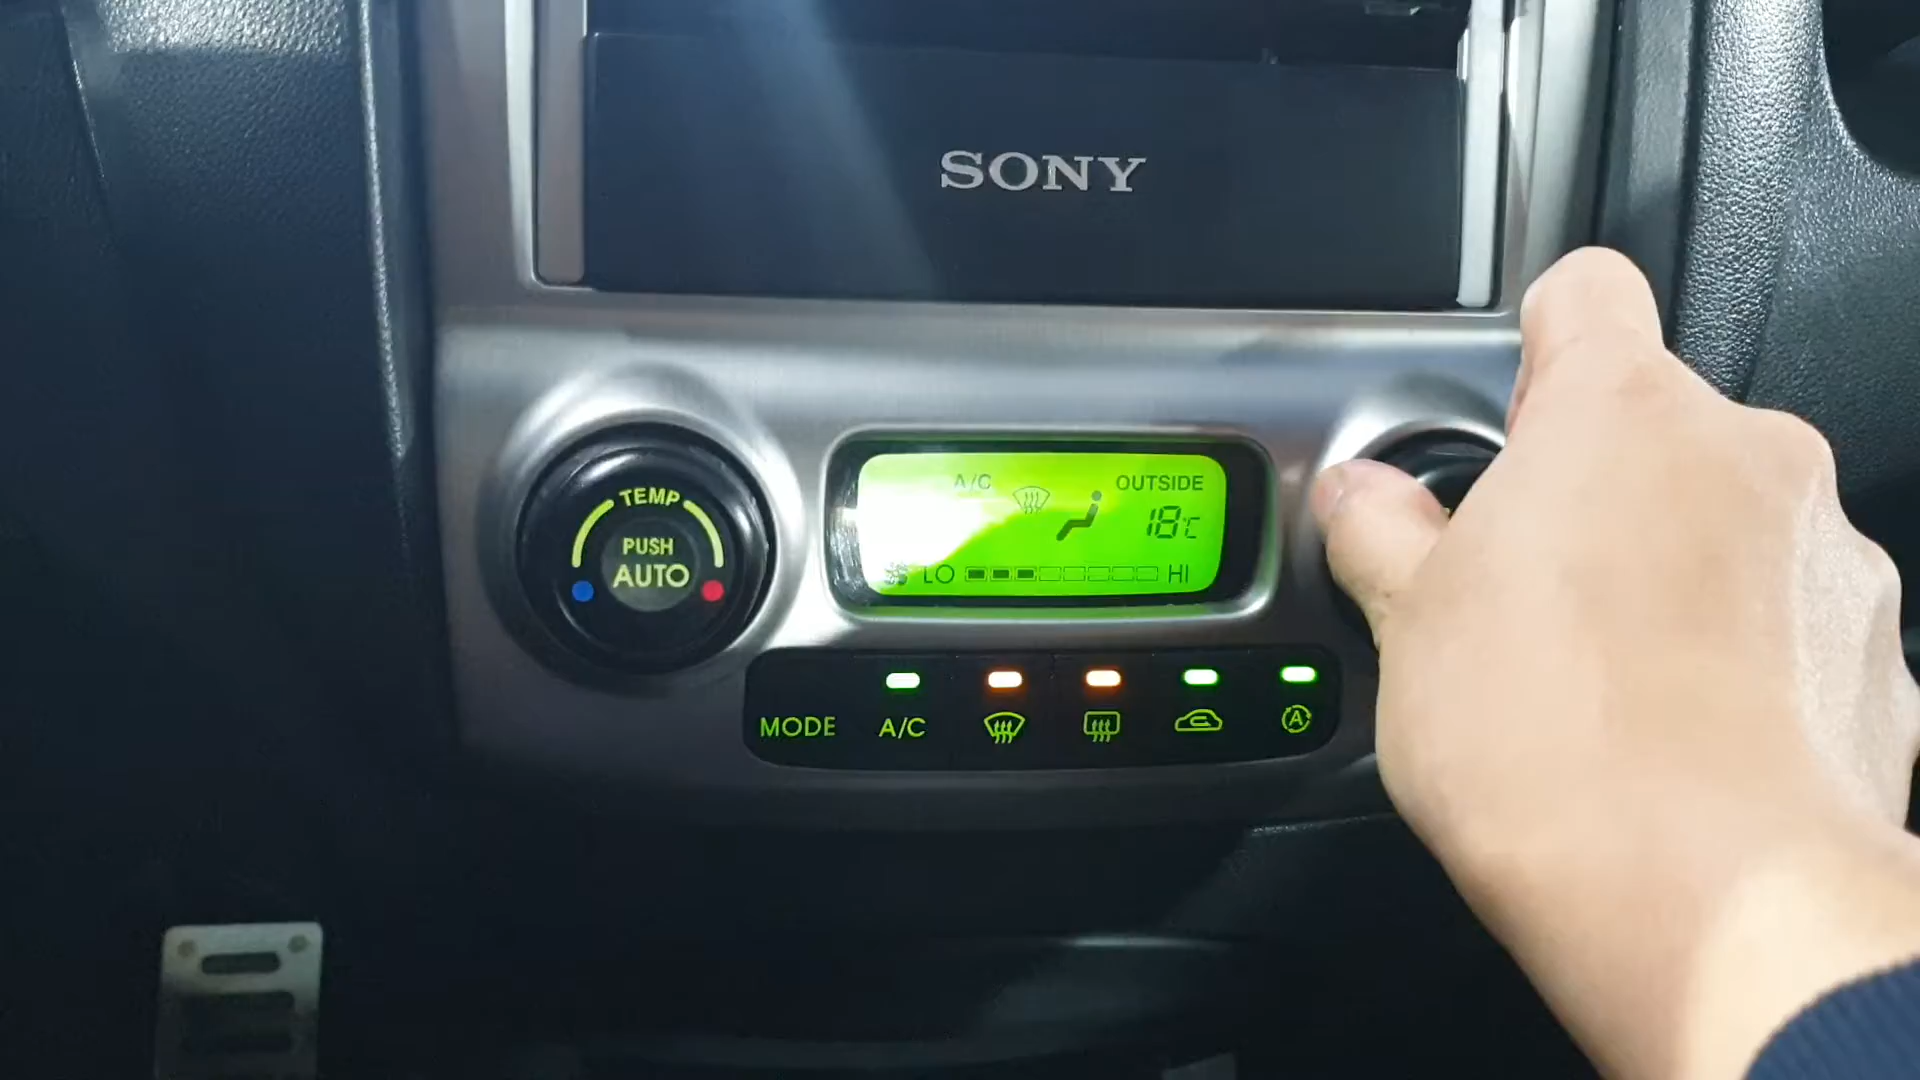 SONY
TEMP
PUSH
AUTO
A/C
OUTSIDE
18°C
LO
HI
MODE
A/C
A